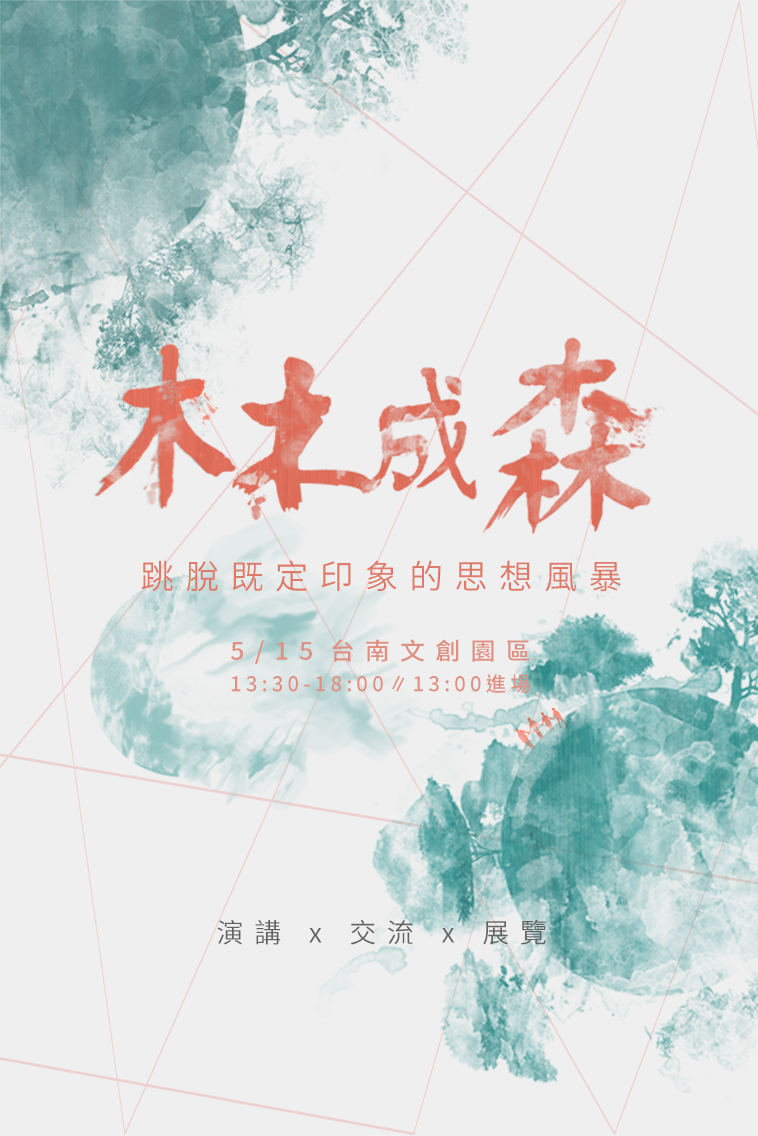 木土成森
跳脫既定印象的思想風暴
5/15 台南文創園區
13:30-18:00//13:00進場
演講 x 交流 x 展覽